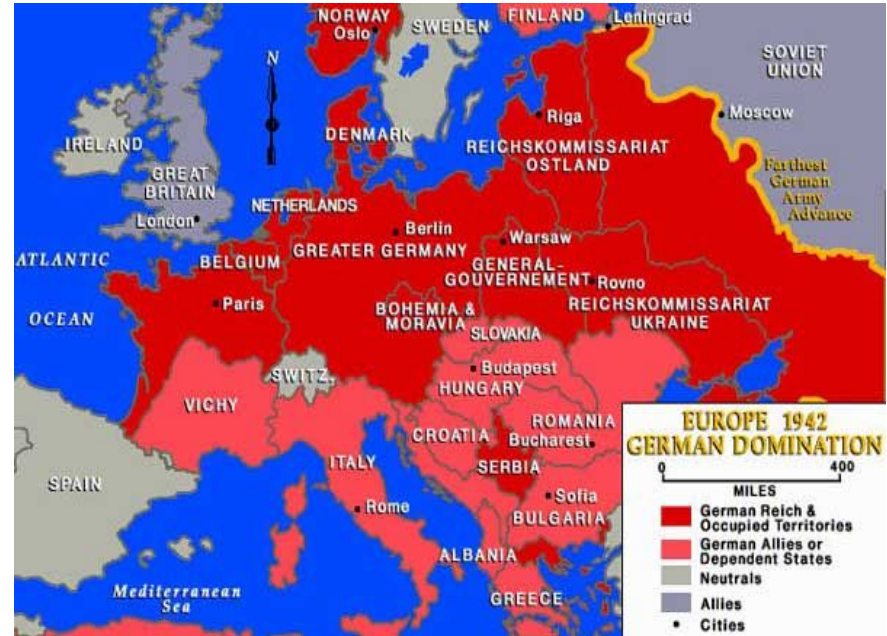 NORWAY
Oslo
SWEDEN
FINLAND
Leningrad
SOVIET
UNION
N
Moscow
IRELAND
Riga
DENMARK
REICHSKOMMISSARIAT
OSTLAND
Farthest
German
Army
Advance
GREAT
BRITAIN
London
NETHERLANDS
Berlin
GREATER GERMANY
Warsaw
ATLANTIC
OCEAN
BELGIUM
GENERAL-
GOUVERNEMENT
Rovno
Paris
BOHEMIA &
MORAVIA
REICHSKOMMISSARIAT
UKRAINE
SLOVAKIA
SWITZ.
Budapest
HUNGARY
VICHY
ROMANIA
Bucharest
CROATIA
ITALY
SERBIA
SPAIN
Rome
Sofia
BULGARIA
ALBANIA
GREECE
Mediterranean
Sea
EUROPE 1942
GERMAN DOMINATION
0 400
MILES
German Reich &
Occupied Territories
German Allies or
Dependent States
Neutrals
Allies
Cities